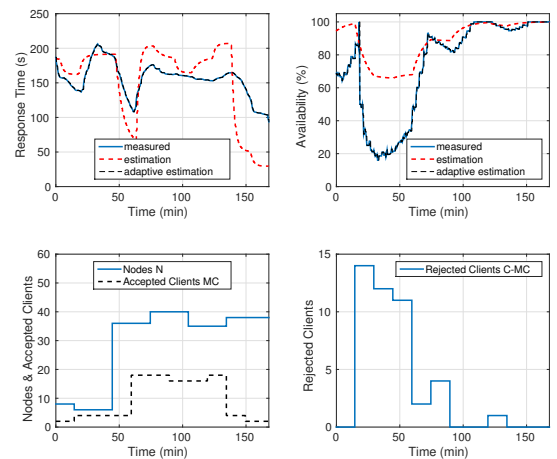 250
200
150
100
50
0
Response Time (s)
measured
estimation
adaptive estimation
0 50 100 150
Time (min)
100
80
60
40
20
0
Availability (%)
measured
estimation
adaptive estimation
0 50 100 150
Time (min)
60
50
40
30
20
10
0
Nodes & Accepted Clients
Nodes N
Accepted Clients MC
0 50 100 150
Time (min)
15
10
5
0
Rejected Clients
Rejected Clients C-MC
0 50 100 150
Time (min)